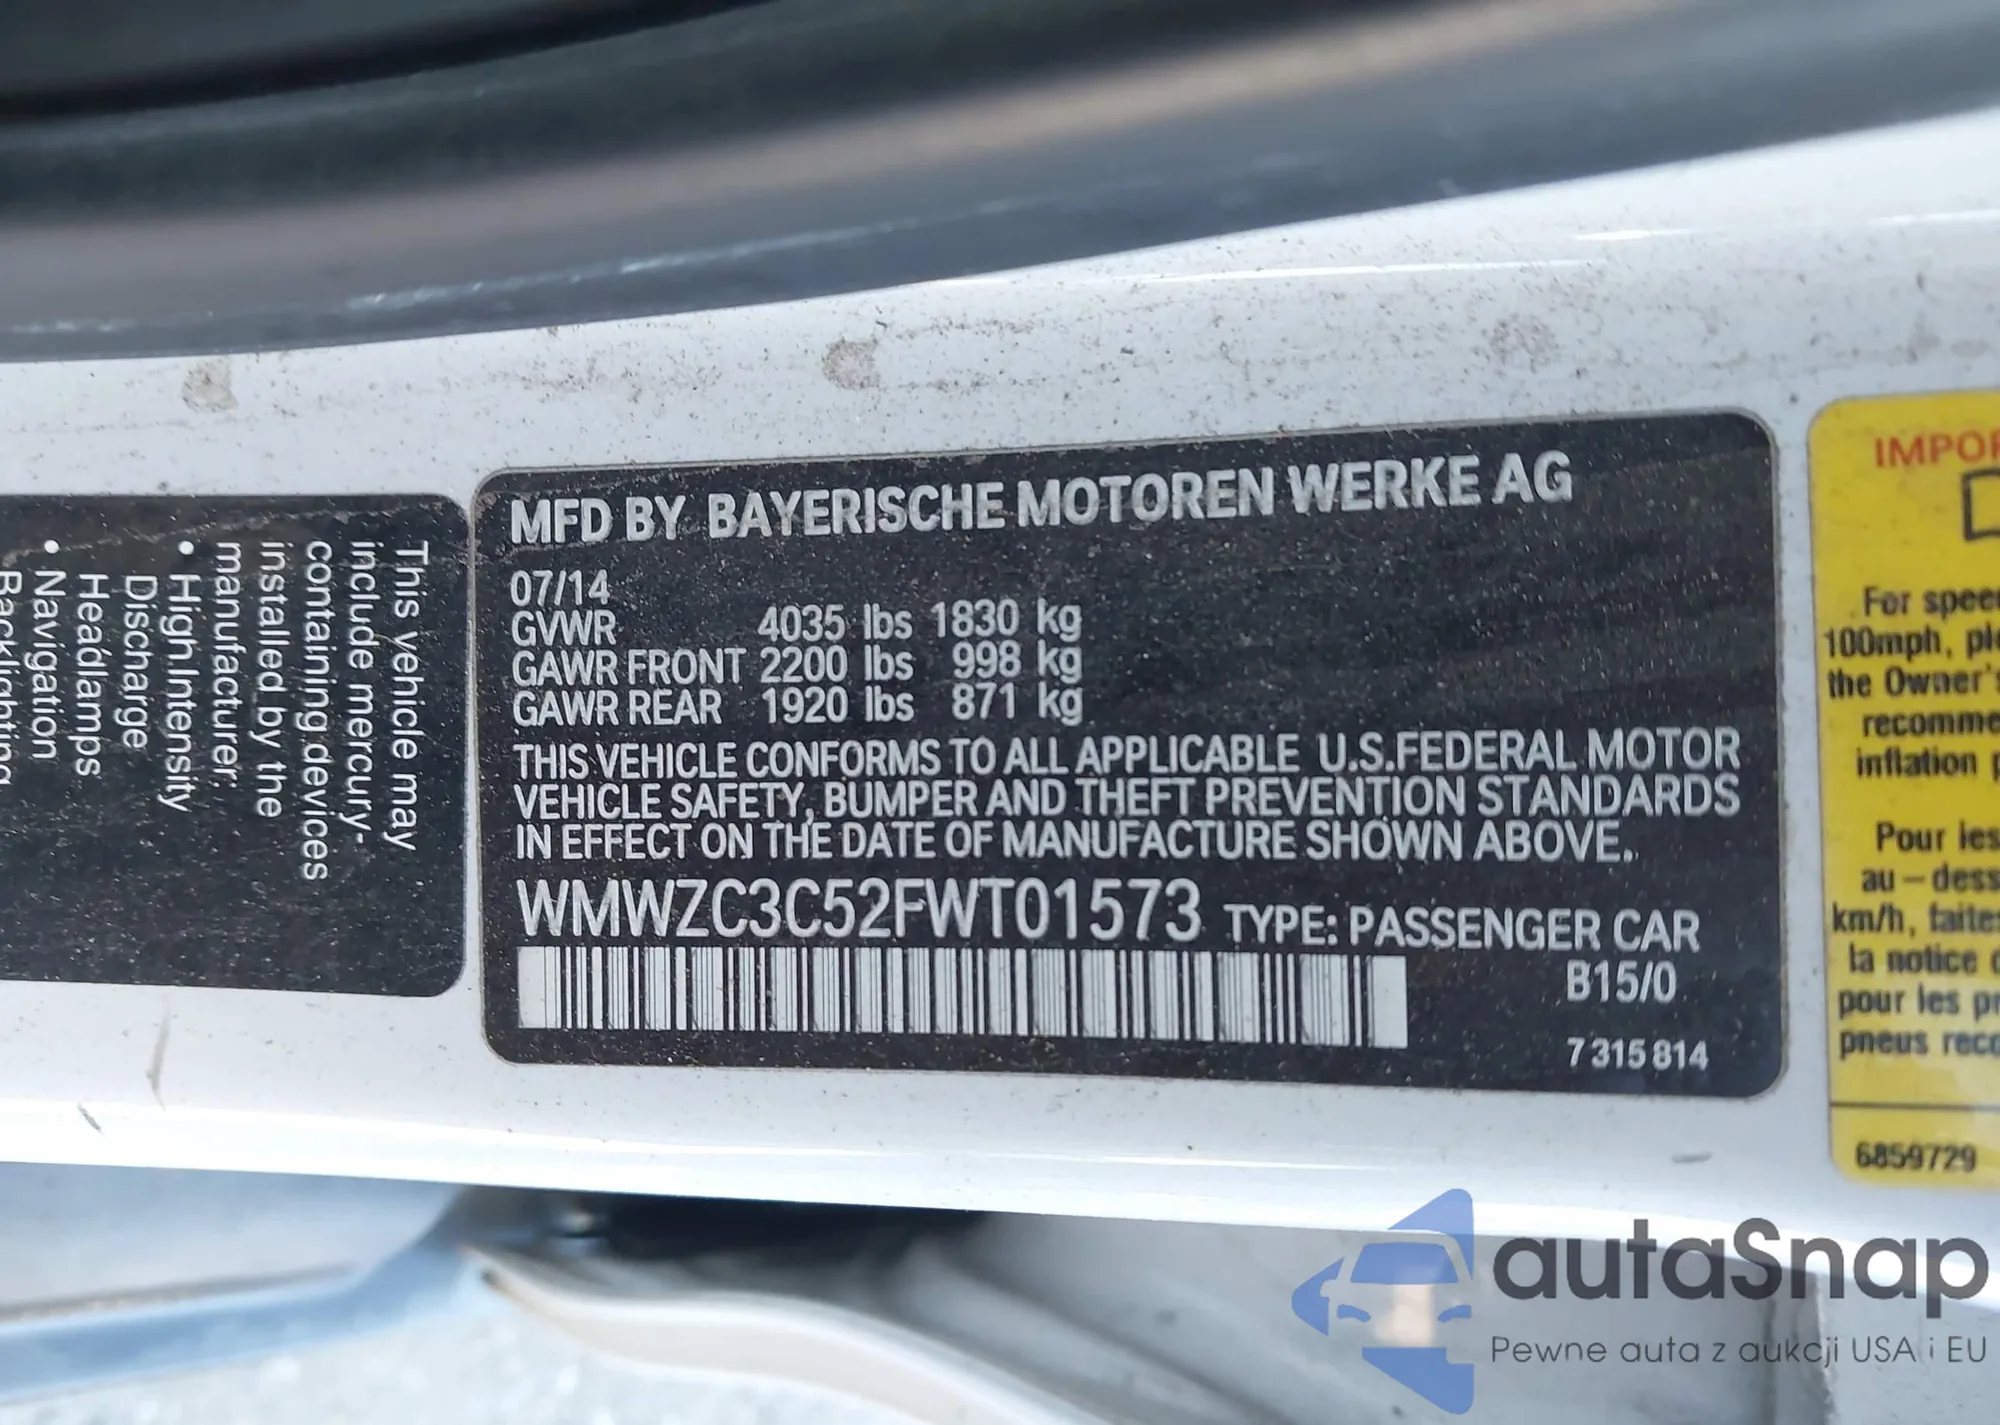 This vehicle may
include mercury-
containing devices
installed by the
manufacturer:
• High Intensity
Discharge
Headlamps
• Navigation
Backlighting
MFD BY BAYERISCHE MOTOREN WERKE AG
07/14
GVWR 4035 lbs 1830 kg
GAWR FRONT 2200 lbs 998 kg
GAWR REAR 1920 lbs 871 kg
THIS VEHICLE CONFORMS TO ALL APPLICABLE U.S.FEDERAL MOTOR
VEHICLE SAFETY, BUMPER AND THEFT PREVENTION STANDARDS
IN EFFECT ON THE DATE OF MANUFACTURE SHOWN ABOVE.
WMWZC3C52FWT01573 TYPE: PASSENGER CAR
B15/0
7 315 814
IMPOR
For spee
100mph, ple
the Owner's
recomme
inflation p
Pour les
au-dess
km/h, faites
la notice
pour les pr
pneus reco
6859729
autaSnap
Pewne auta z aukcji USA i EU